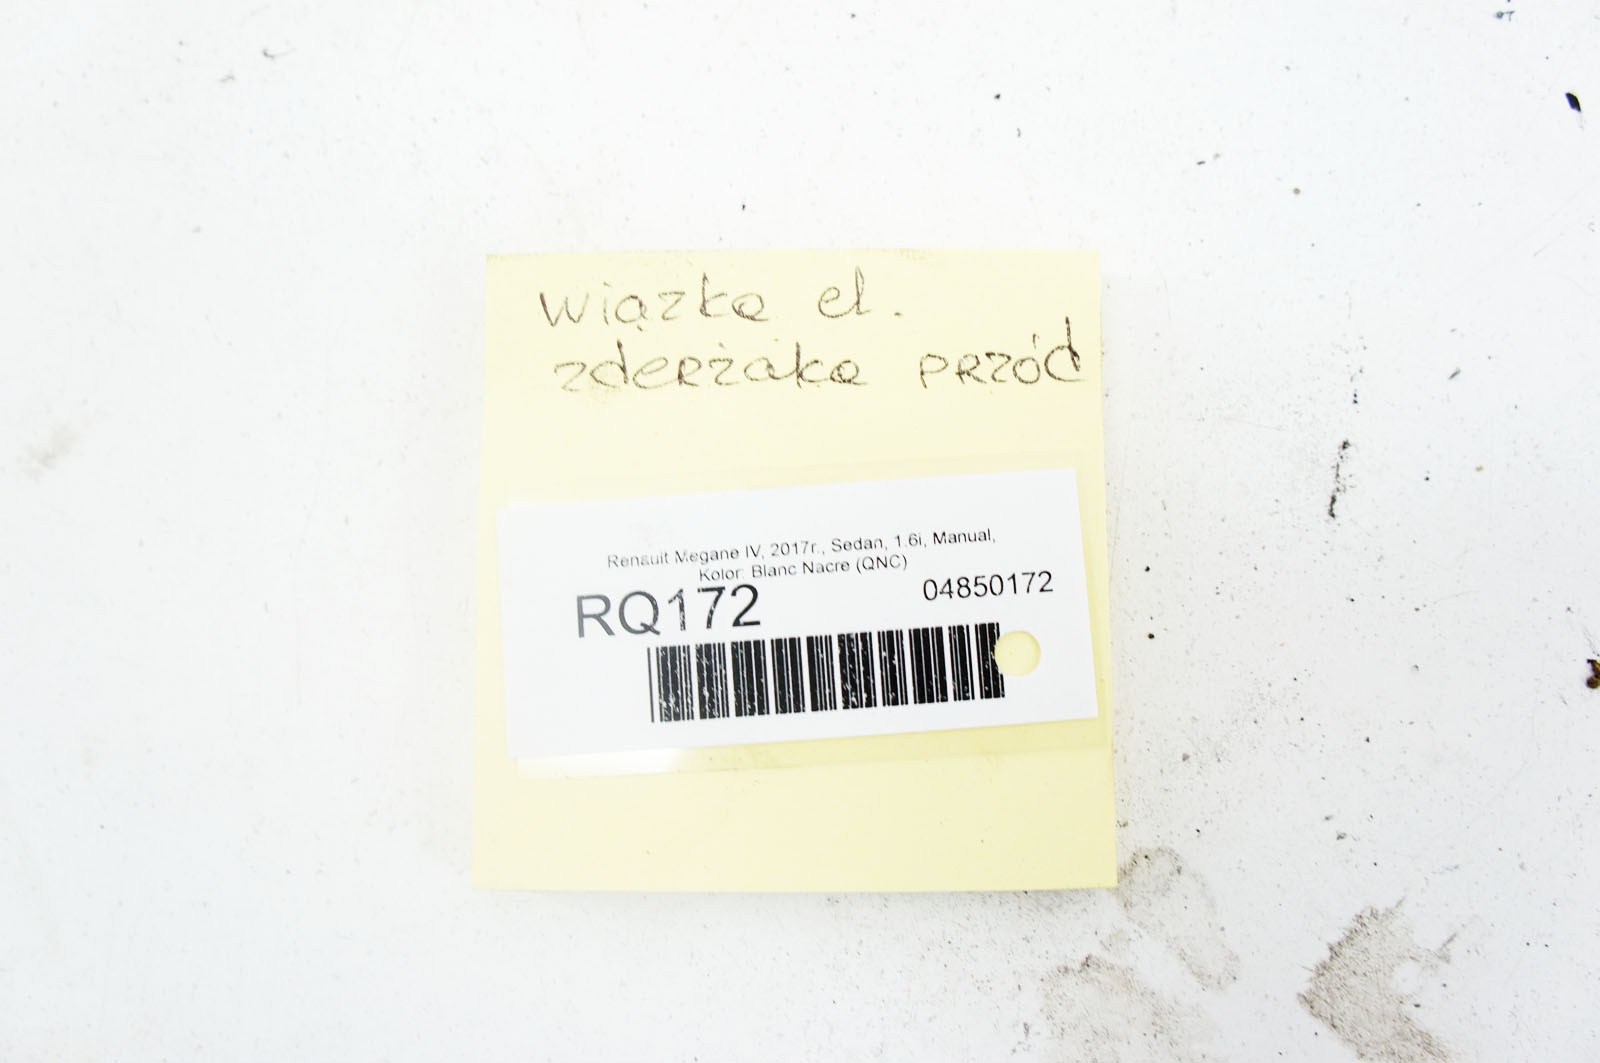 Wiązka el.
zderzaka przód
Renault Megane IV, 2017r., Sedan, 1.6i, Manual,
Kolor: Blanc Nacre (QNC)
RQ172 04850172